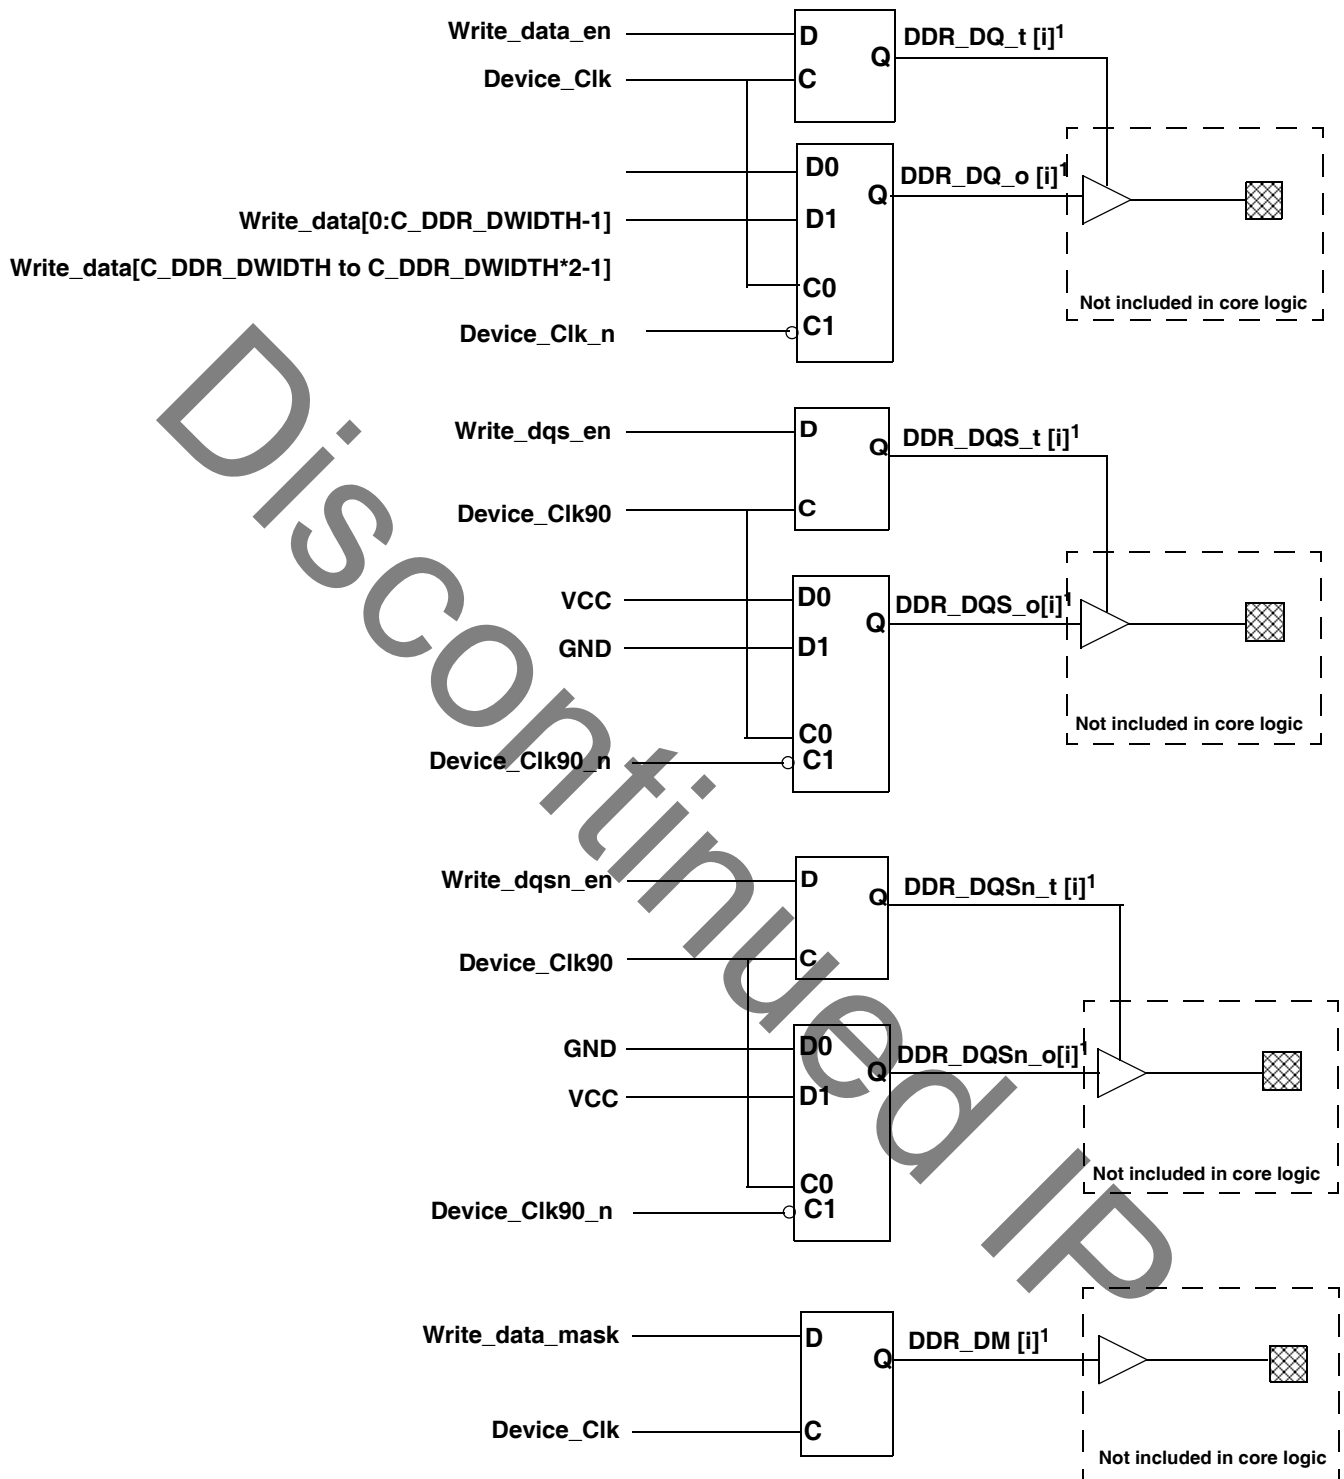 Write_data_en
D
DDR_DQ_t [i]1
Q
Device_Clk
C
D0
DDR_DQ_o [i]1
Q
Write_data[0:C_DDR_DWIDTH-1]
D1
Write_data[C_DDR_DWIDTH to C_DDR_DWIDTH*2-1]
C0
Not included in core logic
Device_Clk_n
C1
Write_dqs_en
D
DDR_DQS_t [i]1
Q
Device_Clk90
C
VCC
D0
DDR_DQS_o[i]1
Q
GND
D1
Not included in core logic
C0
Device_Clk90_n
C1
Write_dqsn_en
D
DDR_DQSn_t [i]1
Q
Device_Clk90
C
GND
D0
DDR_DQSn_o[i]1
Q
VCC
D1
Not included in core logic
C0
Device_Clk90_n
C1
Write_data_mask
D
DDR_DM [i]1
Q
Device_Clk
C
Not included in core logic
Discontinued IP